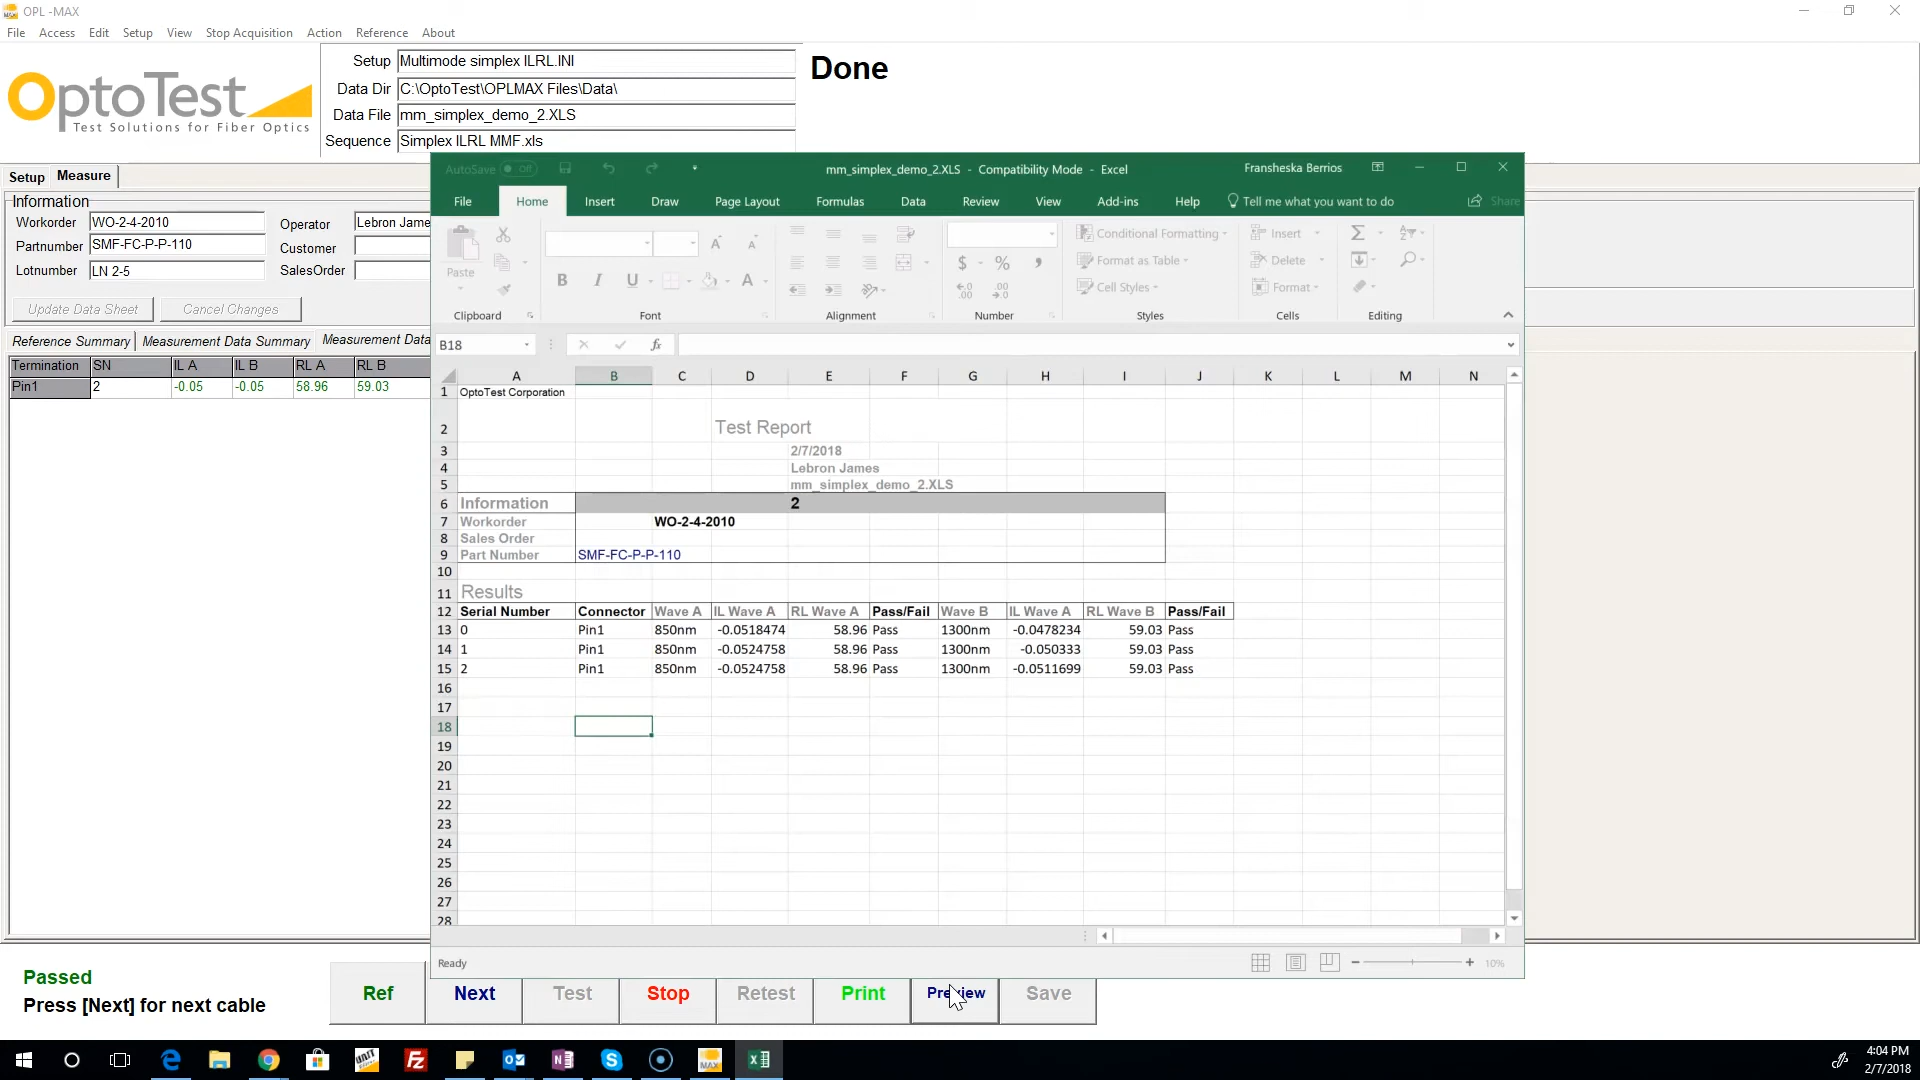 OPL -MAX
File Access Edit Setup View Stop Acquisition Action Reference About
OptoTest
Test Solutions for Fiber Optics
Setup Multimode simplex ILRL.INI
Data Dir C:\OptoTest\OPLMAX Files\Data\
Data File mm_simplex_demo_2.XLS
Sequence Simplex ILRL MMF.xls
Done
Setup Measure
Information
Workorder WO-2-4-2010 Operator Lebron Jame
Partnumber SMF-FC-P-P-110 Customer
Lotnumber LN 2-5 SalesOrder
Update Data Sheet Cancel Changes
Reference Summary Measurement Data Summary Measurement Data
Termination SN IL A IL B RL A RL B
Pin1 2 -0.05 -0.05 58.96 59.03
AutoSave Off mm_simplex_demo_2.XLS - Compatibility Mode - Excel Fransheska Berrios
File Home Insert Draw Page Layout Formulas Data Review View Add-ins Help Tell me what you want to do Share
Paste B I U A A A $ % , Conditional Formatting Format as Table Cell Styles Insert Delete Format
Clipboard Font Alignment Number Styles Cells Editing
B18 fx
A B C D E F G H I J K L M N
1 OptoTest Corporation
2 Test Report
3 2/7/2018
4 Lebron James
5 mm_simplex_demo_2.XLS
6 Information 2
7 Workorder WO-2-4-2010
8 Sales Order
9 Part Number SMF-FC-P-P-110
10
11 Results
12 Serial Number Connector Wave A IL Wave A RL Wave A Pass/Fail Wave B IL Wave A RL Wave B Pass/Fail
13 0 Pin1 850nm -0.0518474 58.96 Pass 1300nm -0.0478234 59.03 Pass
14 1 Pin1 850nm -0.0524758 58.96 Pass 1300nm -0.050333 59.03 Pass
15 2 Pin1 850nm -0.0524758 58.96 Pass 1300nm -0.0511699 59.03 Pass
16
17
18
19
20
21
22
23
24
25
26
27
28
Ready 10%
Passed
Press [Next] for next cable
Ref Next Test Stop Retest Print Preview Save
4:04 PM
2/7/2018